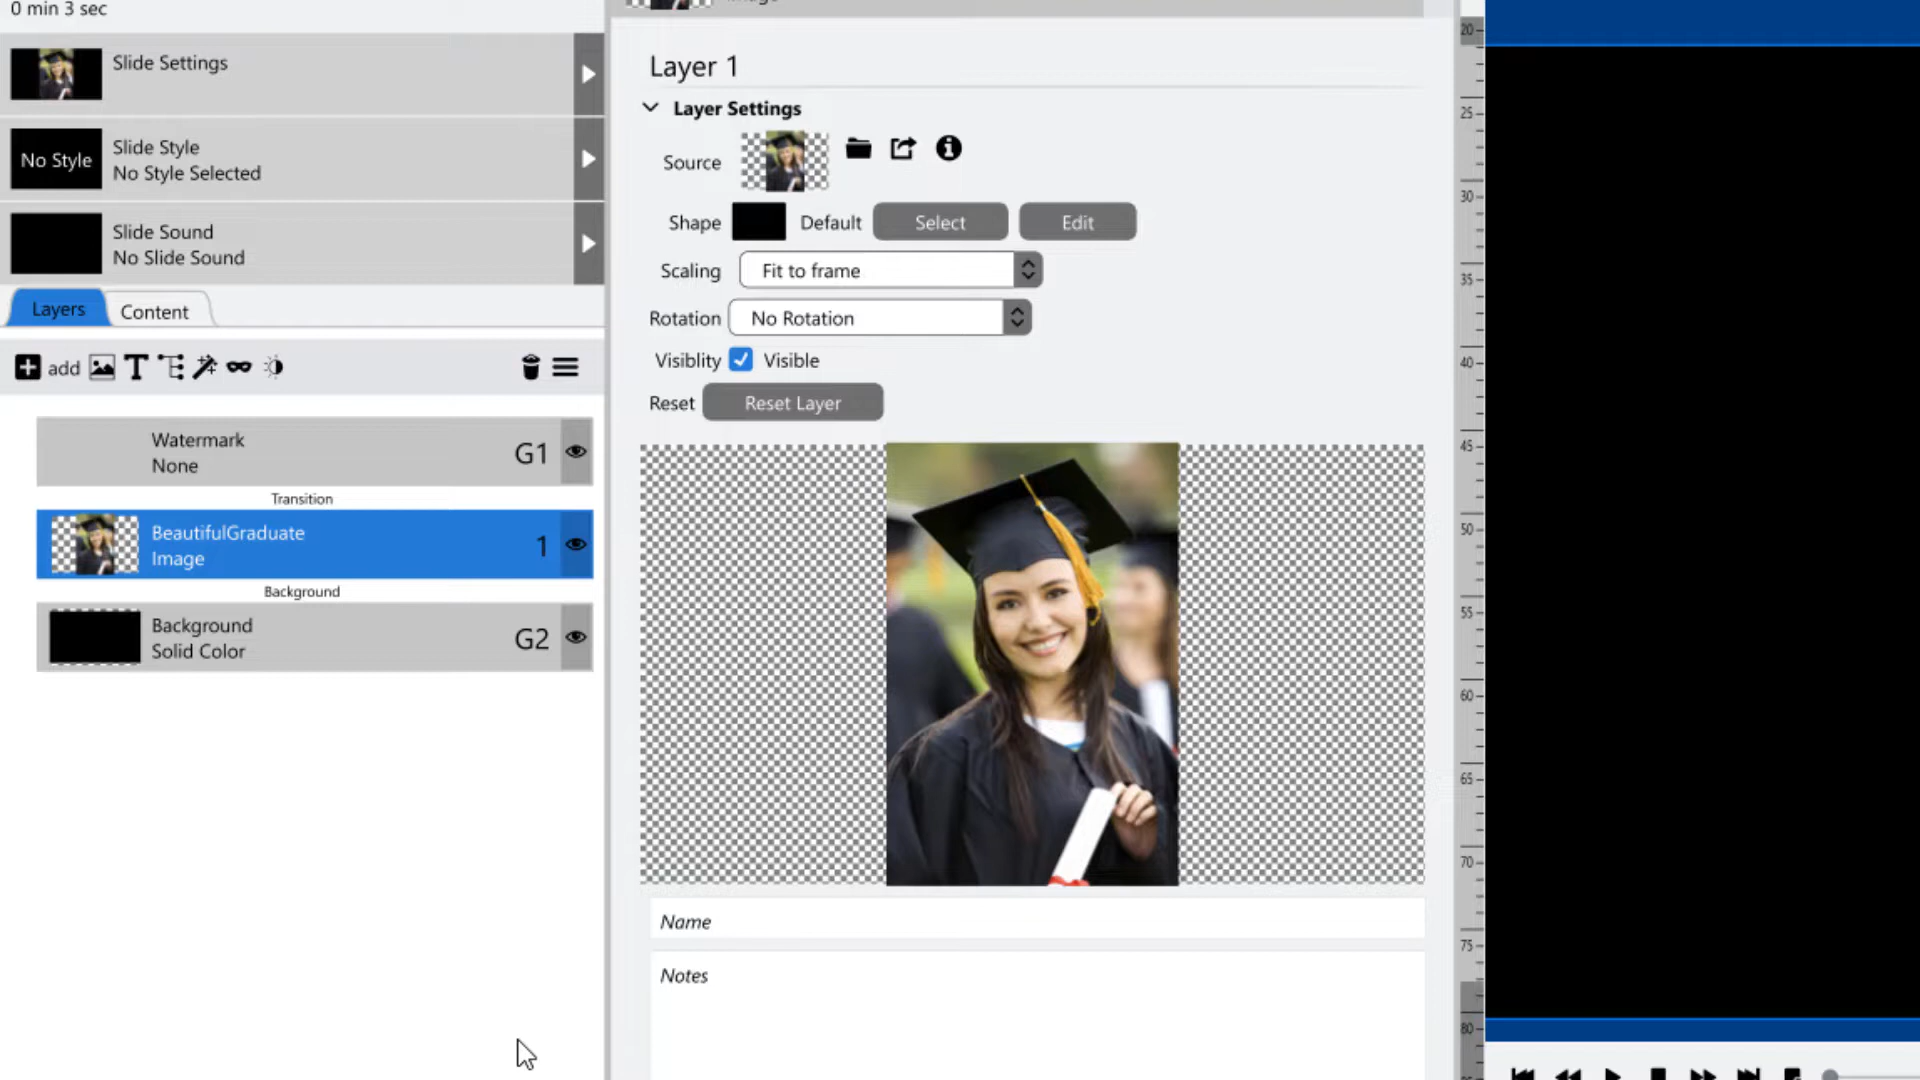 0 min 3 sec
Slide Settings
No Style
Slide Style
No Style Selected
Slide Sound
No Slide Sound
Layers
Content
add
Watermark
None
G1
Transition
BeautifulGraduate
Image
1
Background
Background
Solid Color
G2
Layer 1
Layer Settings
Source
Shape
Default
Select
Edit
Scaling
Fit to frame
Rotation
No Rotation
Visiblity
Visible
Reset
Reset Layer
Name
Notes
20
25
30
35
40
45
50
55
60
65
70
75
80